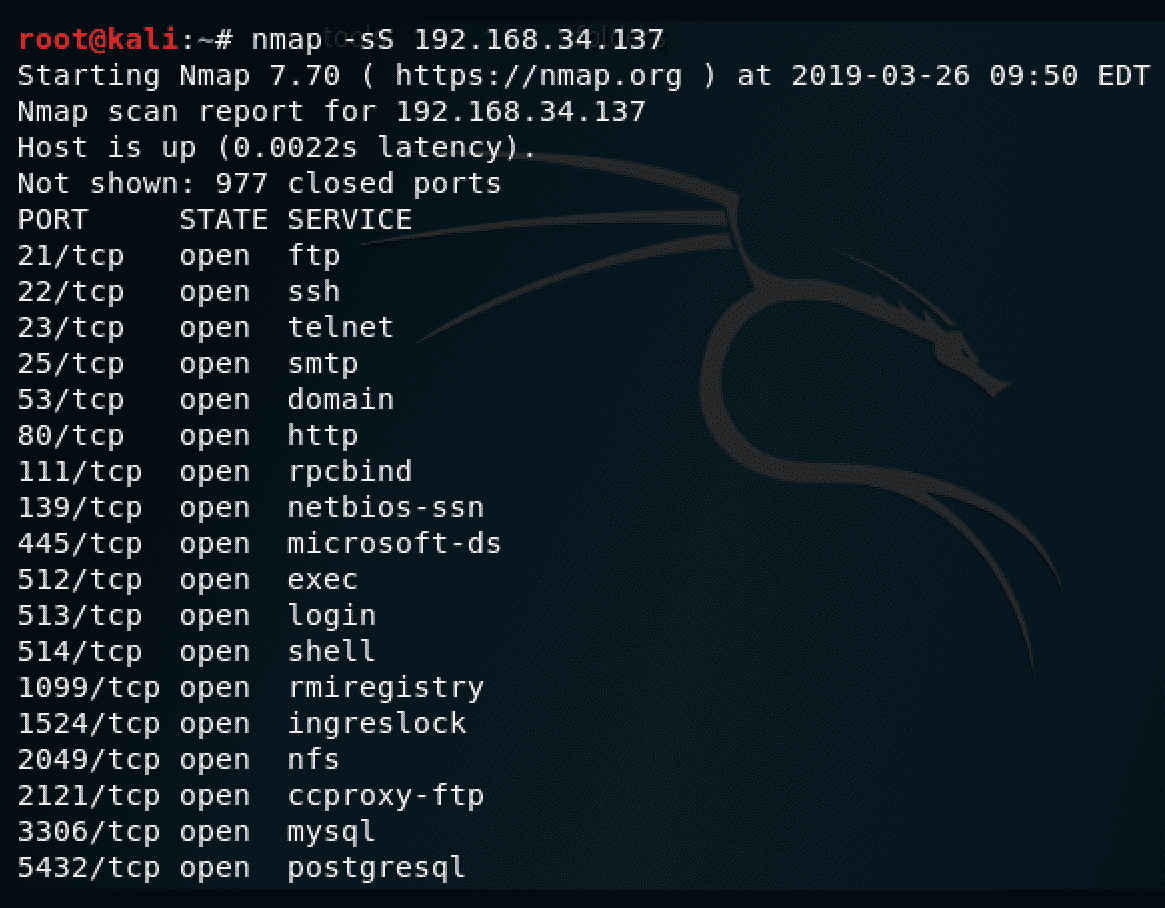 root@kali:~# nmap -sS 192.168.34.137
Starting Nmap 7.70 ( https://nmap.org ) at 2019-03-26 09:50 EDT
Nmap scan report for 192.168.34.137
Host is up (0.0022s latency).
Not shown: 977 closed ports
PORT     STATE SERVICE
21/tcp   open  ftp
22/tcp   open  ssh
23/tcp   open  telnet
25/tcp   open  smtp
53/tcp   open  domain
80/tcp   open  http
111/tcp  open  rpcbind
139/tcp  open  netbios-ssn
445/tcp  open  microsoft-ds
512/tcp  open  exec
513/tcp  open  login
514/tcp  open  shell
1099/tcp open  rmiregistry
1524/tcp open  ingreslock
2049/tcp open  nfs
2121/tcp open  ccproxy-ftp
3306/tcp open  mysql
5432/tcp open  postgresql